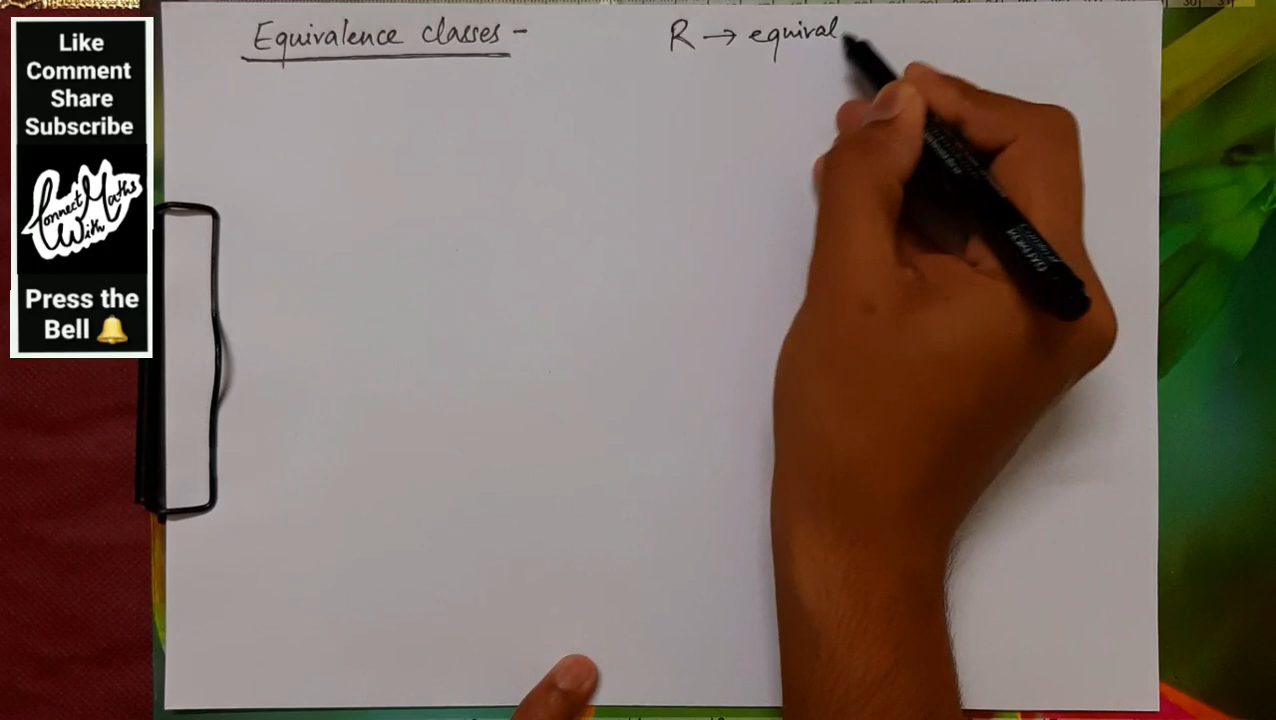 Equivalence classes - R → equival
Like
Comment
Share
Subscribe
Connect
With Maths
Press the
Bell 🔔